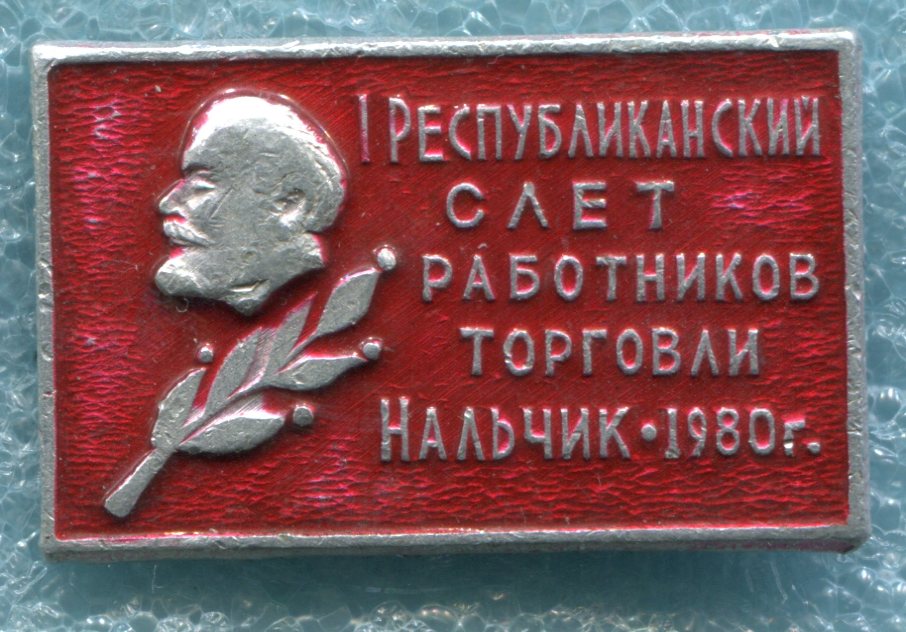 I РЕСПУБЛИКАНСКИЙ
СЛЕТ
РАБОТНИКОВ
ТОРГОВЛИ
НАЛЬЧИК • 1980г.